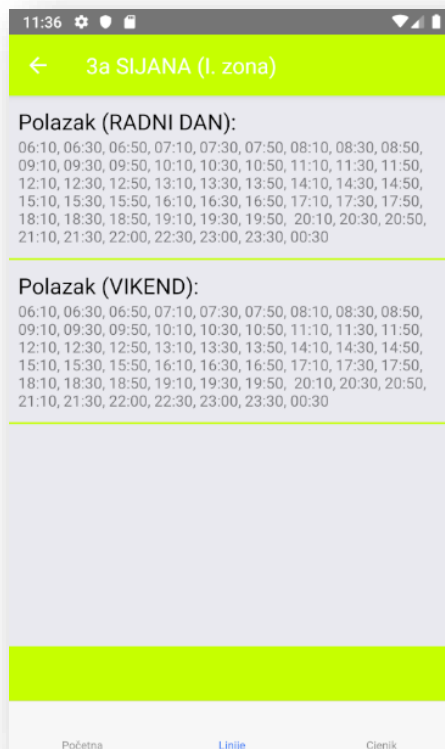 11:36
3a SIJANA (I. zona)
Polazak (RADNI DAN):
06:10, 06:30, 06:50, 07:10, 07:30, 07:50, 08:10, 08:30, 08:50,
09:10, 09:30, 09:50, 10:10, 10:30, 10:50, 11:10, 11:30, 11:50,
12:10, 12:30, 12:50, 13:10, 13:30, 13:50, 14:10, 14:30, 14:50,
15:10, 15:30, 15:50, 16:10, 16:30, 16:50, 17:10, 17:30, 17:50,
18:10, 18:30, 18:50, 19:10, 19:30, 19:50,  20:10, 20:30, 20:50,
21:10, 21:30, 22:00, 22:30, 23:00, 23:30, 00:30
Polazak (VIKEND):
06:10, 06:30, 06:50, 07:10, 07:30, 07:50, 08:10, 08:30, 08:50,
09:10, 09:30, 09:50, 10:10, 10:30, 10:50, 11:10, 11:30, 11:50,
12:10, 12:30, 12:50, 13:10, 13:30, 13:50, 14:10, 14:30, 14:50,
15:10, 15:30, 15:50, 16:10, 16:30, 16:50, 17:10, 17:30, 17:50,
18:10, 18:30, 18:50, 19:10, 19:30, 19:50,  20:10, 20:30, 20:50,
21:10, 21:30, 22:00, 22:30, 23:00, 23:30, 00:30
Početna Linije Cjenik